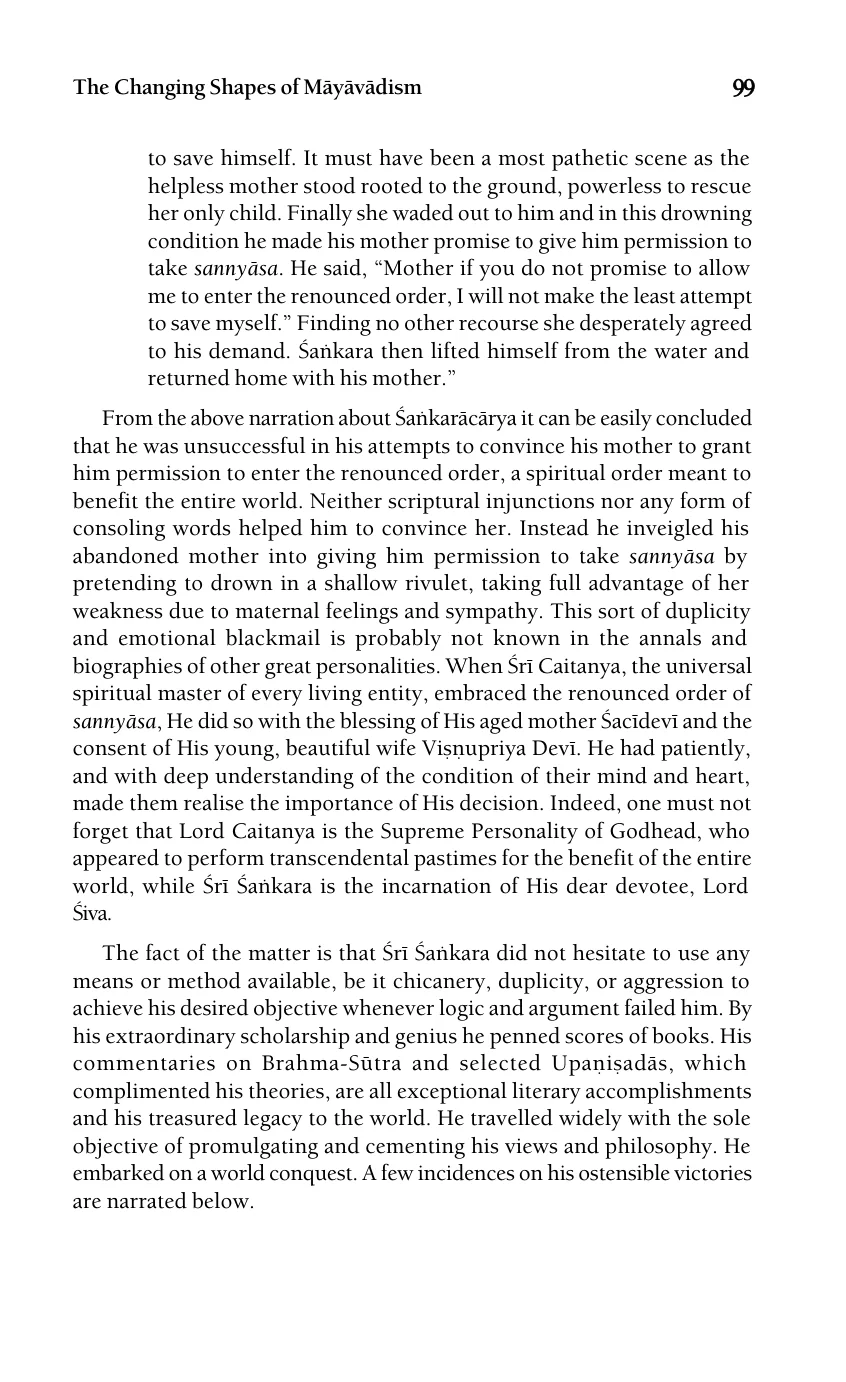 The Changing Shapes of Māyāvādism 99
to save himself. It must have been a most pathetic scene as the
helpless mother stood rooted to the ground, powerless to rescue
her only child. Finally she waded out to him and in this drowning
condition he made his mother promise to give him permission to
take sannyāsa. He said, “Mother if you do not promise to allow
me to enter the renounced order, I will not make the least attempt
to save myself.” Finding no other recourse she desperately agreed
to his demand. Śaṅkara then lifted himself from the water and
returned home with his mother.”
From the above narration about Śaṅkarācārya it can be easily concluded
that he was unsuccessful in his attempts to convince his mother to grant
him permission to enter the renounced order, a spiritual order meant to
benefit the entire world. Neither scriptural injunctions nor any form of
consoling words helped him to convince her. Instead he inveigled his
abandoned mother into giving him permission to take sannyāsa by
pretending to drown in a shallow rivulet, taking full advantage of her
weakness due to maternal feelings and sympathy. This sort of duplicity
and emotional blackmail is probably not known in the annals and
biographies of other great personalities. When Śrī Caitanya, the universal
spiritual master of every living entity, embraced the renounced order of
sannyāsa, He did so with the blessing of His aged mother Śacīdevī and the
consent of His young, beautiful wife Viṣṇupriya Devī. He had patiently,
and with deep understanding of the condition of their mind and heart,
made them realise the importance of His decision. Indeed, one must not
forget that Lord Caitanya is the Supreme Personality of Godhead, who
appeared to perform transcendental pastimes for the benefit of the entire
world, while Śrī Śaṅkara is the incarnation of His dear devotee, Lord
Śiva.
The fact of the matter is that Śrī Śaṅkara did not hesitate to use any
means or method available, be it chicanery, duplicity, or aggression to
achieve his desired objective whenever logic and argument failed him. By
his extraordinary scholarship and genius he penned scores of books. His
commentaries on Brahma-Sūtra and selected Upaṇiṣadās, which
complimented his theories, are all exceptional literary accomplishments
and his treasured legacy to the world. He travelled widely with the sole
objective of promulgating and cementing his views and philosophy. He
embarked on a world conquest. A few incidences on his ostensible victories
are narrated below.